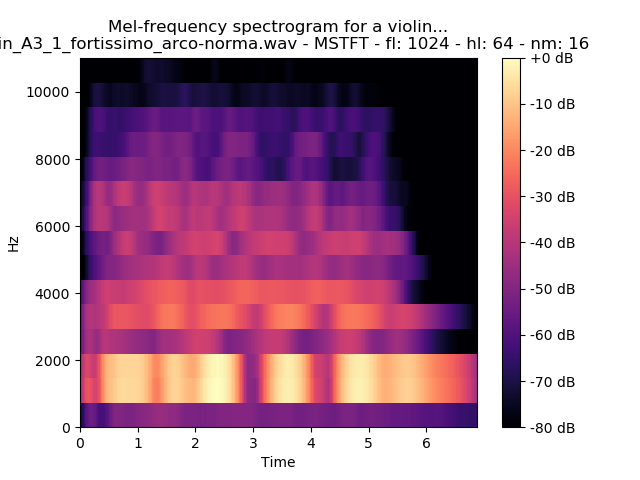 Mel-frequency spectrogram for a violin...
in_A3_1_fortissimo_arco-norma.wav - MSTFT - fl: 1024 - hl: 64 - nm: 16
10000
8000
6000
4000
2000
0
Hz
0 1 2 3 4 5 6
Time
+0 dB
-10 dB
-20 dB
-30 dB
-40 dB
-50 dB
-60 dB
-70 dB
-80 dB